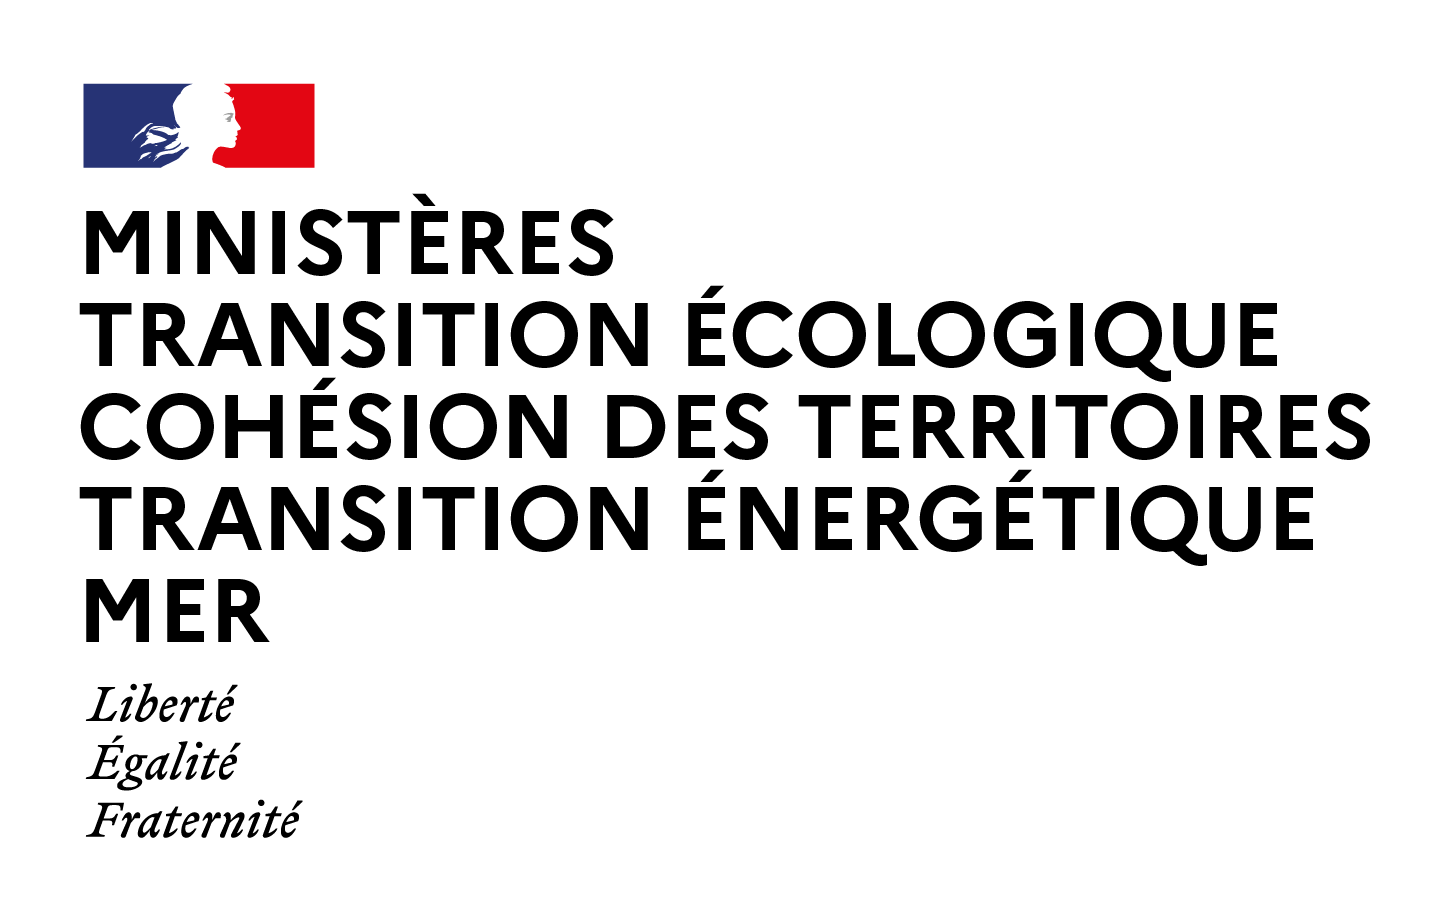 MINISTÈRES
TRANSITION ÉCOLOGIQUE
COHÉSION DES TERRITOIRES
TRANSITION ÉNERGÉTIQUE
MER
Liberté
Égalité
Fraternité